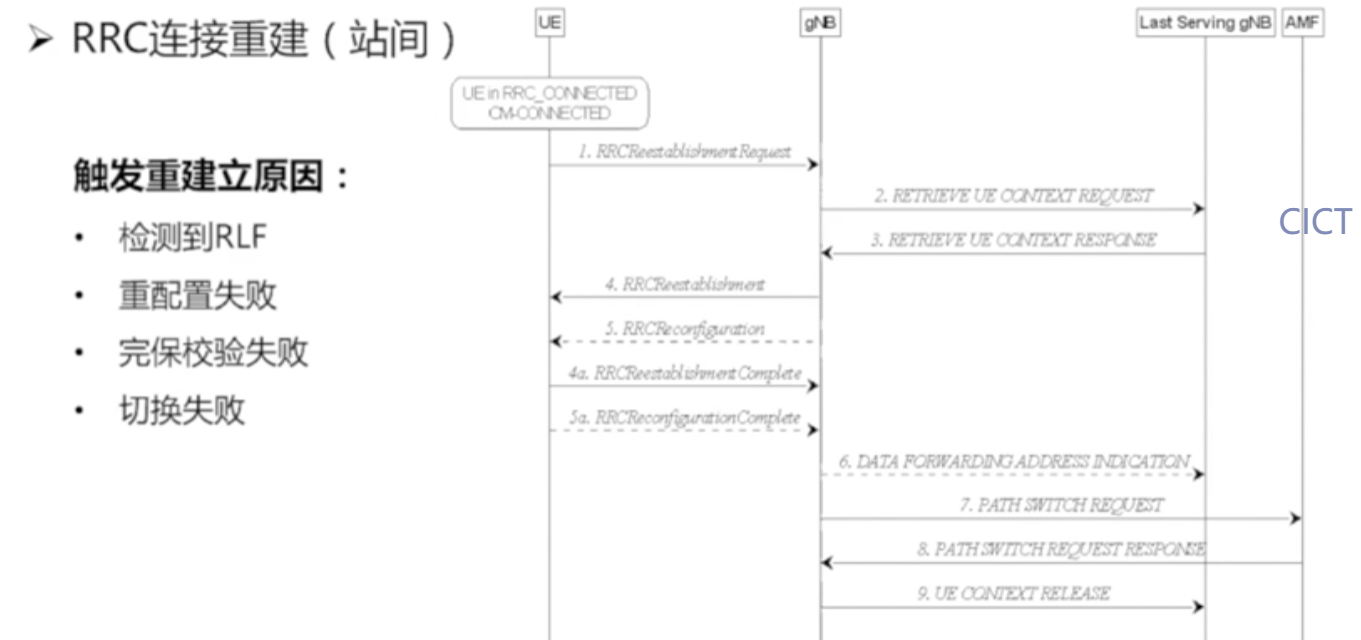 ➢ RRC连接重建（站间）
触发重建立原因：
• 检测到RLF
• 重配置失败
• 完保校验失败
• 切换失败
UE
gNB
Last Serving gNB
AMF
UE in RRC_CONNECTED
CM-CONNECTED
1. RRCReestablishmentRequest
2. RETRIEVE UE CONTEXT REQUEST
CICT
3. RETRIEVE UE CONTEXT RESPONSE
4. RRCReestablishment
5. RRCReconfiguration
4a. RRCReestablishmentComplete
5a. RRCReconfigurationComplete
6. DATA FORWARDING ADDRESS INDICATION
7. PATH SWITCH REQUEST
8. PATH SWITCH REQUEST RESPONSE
9. UE CONTEXT RELEASE